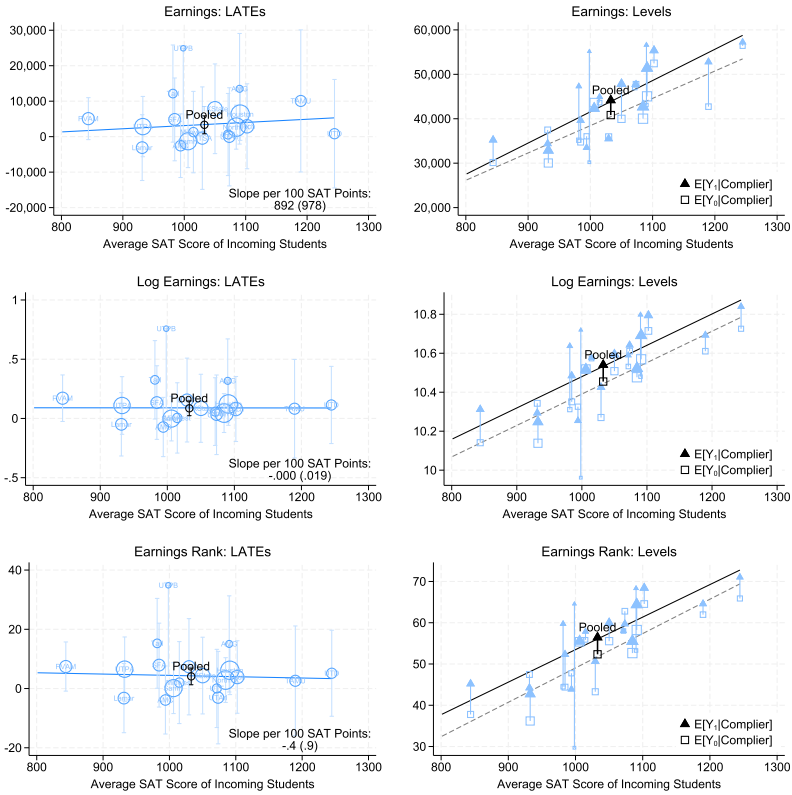 Earnings: LATEs
30,000
20,000
10,000
0
-10,000
-20,000
Pooled
Slope per 100 SAT Points:
892 (978)
800 900 1000 1100 1200 1300
Average SAT Score of Incoming Students
Earnings: Levels
60,000
50,000
40,000
30,000
20,000
Pooled
E[Y₁|Complier]
E[Y₀|Complier]
800 900 1000 1100 1200 1300
Average SAT Score of Incoming Students
Log Earnings: LATEs
1
.5
0
-.5
Pooled
Slope per 100 SAT Points:
-.000 (.019)
800 900 1000 1100 1200 1300
Average SAT Score of Incoming Students
Log Earnings: Levels
10.8
10.6
10.4
10.2
10
Pooled
E[Y₁|Complier]
E[Y₀|Complier]
800 900 1000 1100 1200 1300
Average SAT Score of Incoming Students
Earnings Rank: LATEs
40
20
0
-20
Pooled
Slope per 100 SAT Points:
-.4 (.9)
800 900 1000 1100 1200 1300
Average SAT Score of Incoming Students
Earnings Rank: Levels
70
60
50
40
30
Pooled
E[Y₁|Complier]
E[Y₀|Complier]
800 900 1000 1100 1200 1300
Average SAT Score of Incoming Students